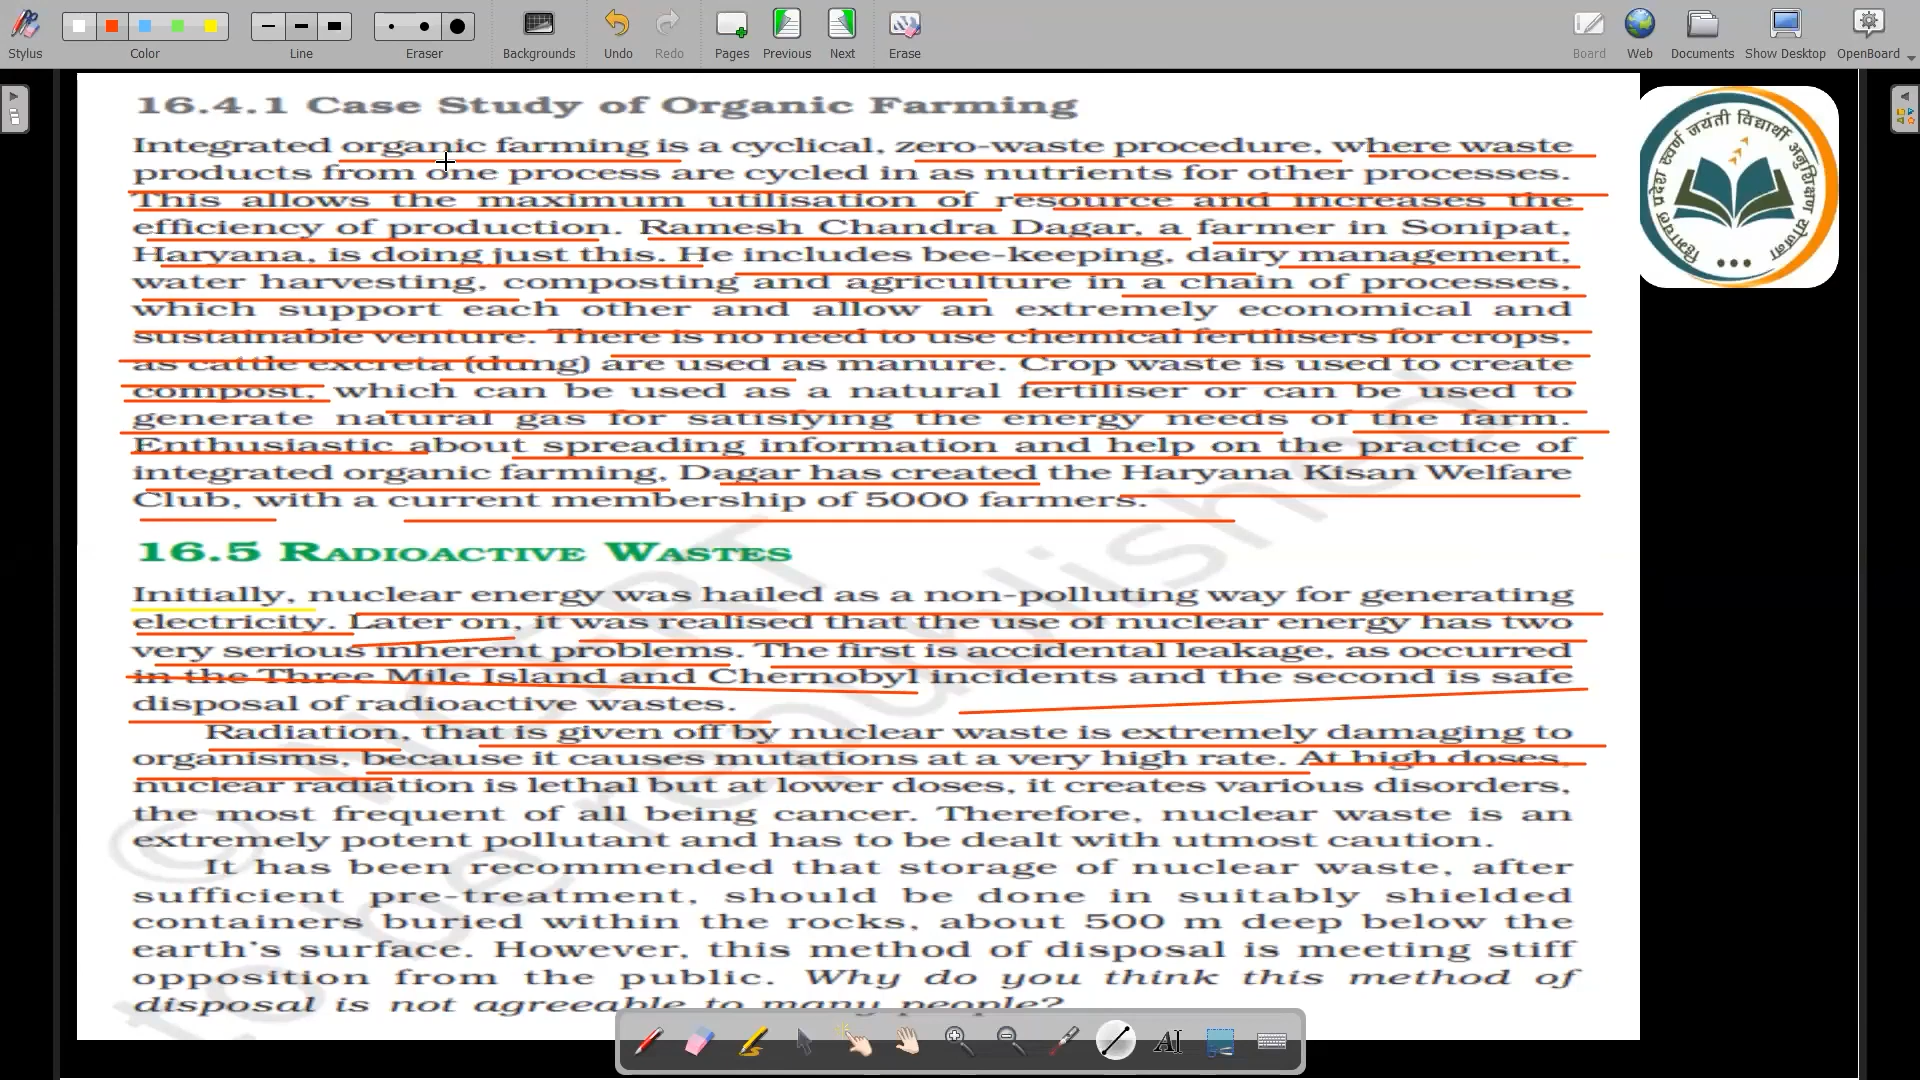 Stylus
Color
Line
Eraser
Backgrounds
Undo
Redo
Pages
Previous
Next
Erase
Board
Web
Documents
Show Desktop
OpenBoard
16.4.1 Case Study of Organic Farming
Integrated organic farming is a cyclical, zero-waste procedure, where waste
products from one process are cycled in as nutrients for other processes.
This allows the maximum utilisation of resource and increases the
efficiency of production. Ramesh Chandra Dagar, a farmer in Sonipat,
Haryana, is doing just this. He includes bee-keeping, dairy management,
water harvesting, composting and agriculture in a chain of processes,
which support each other and allow an extremely economical and
sustainable venture. There is no need to use chemical fertilisers for crops,
as cattle excreta (dung) are used as manure. Crop waste is used to create
compost, which can be used as a natural fertiliser or can be used to
generate natural gas for satisfying the energy needs of the farm.
Enthusiastic about spreading information and help on the practice of
integrated organic farming, Dagar has created the Haryana Kisan Welfare
Club, with a current membership of 5000 farmers.
16.5 RADIOACTIVE WASTES
Initially, nuclear energy was hailed as a non-polluting way for generating
electricity. Later on, it was realised that the use of nuclear energy has two
very serious inherent problems. The first is accidental leakage, as occurred
in the Three Mile Island and Chernobyl incidents and the second is safe
disposal of radioactive wastes.
Radiation, that is given off by nuclear waste is extremely damaging to
organisms, because it causes mutations at a very high rate. At high doses,
nuclear radiation is lethal but at lower doses, it creates various disorders,
the most frequent of all being cancer. Therefore, nuclear waste is an
extremely potent pollutant and has to be dealt with utmost caution.
It has been recommended that storage of nuclear waste, after
sufficient pre-treatment, should be done in suitably shielded
containers buried within the rocks, about 500 m deep below the
earth's surface. However, this method of disposal is meeting stiff
opposition from the public. Why do you think this method of
disposal is not agreeable to many people?
© NCERT
to be republished
हिमाचल प्रदेश स्वर्ण जयंती विद्यार्थी अनुशिक्षण योजना